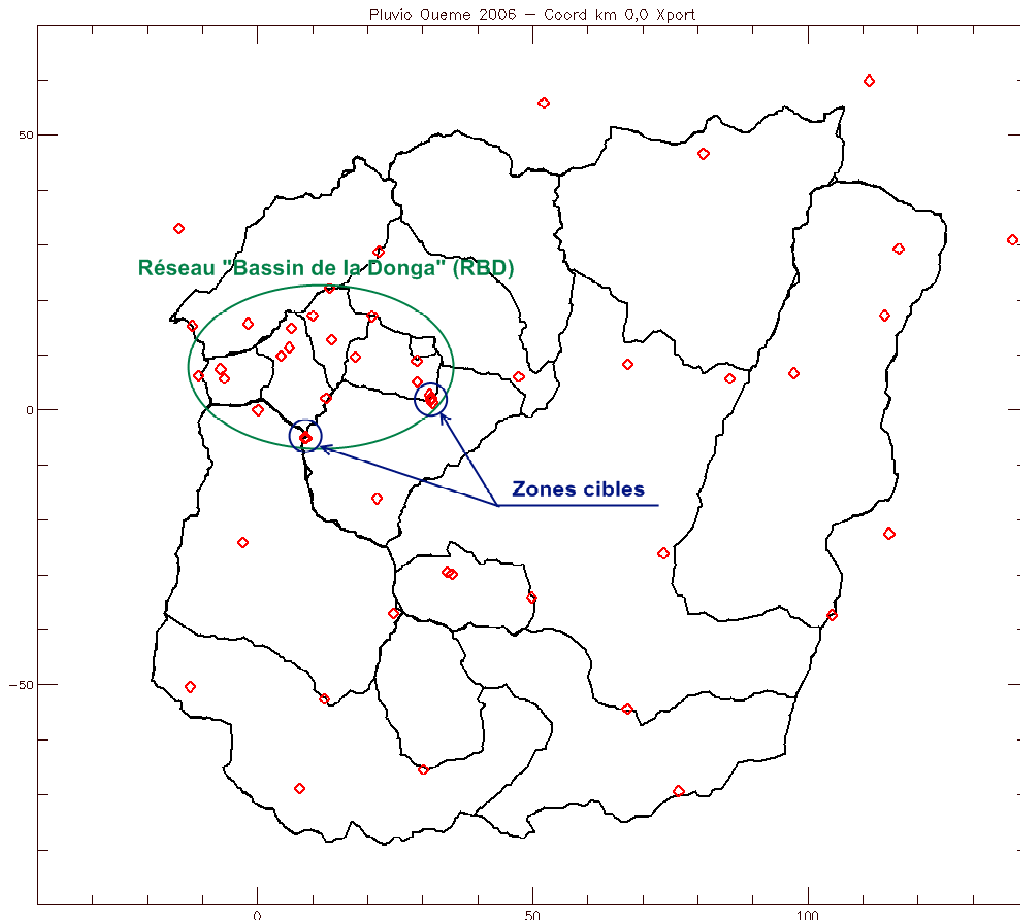 Pluvio Oueme 2006 - Coord km 0,0 Xport
50
Réseau "Bassin de la Donga" (RBD)
0
Zones cibles
-50
0
50
100